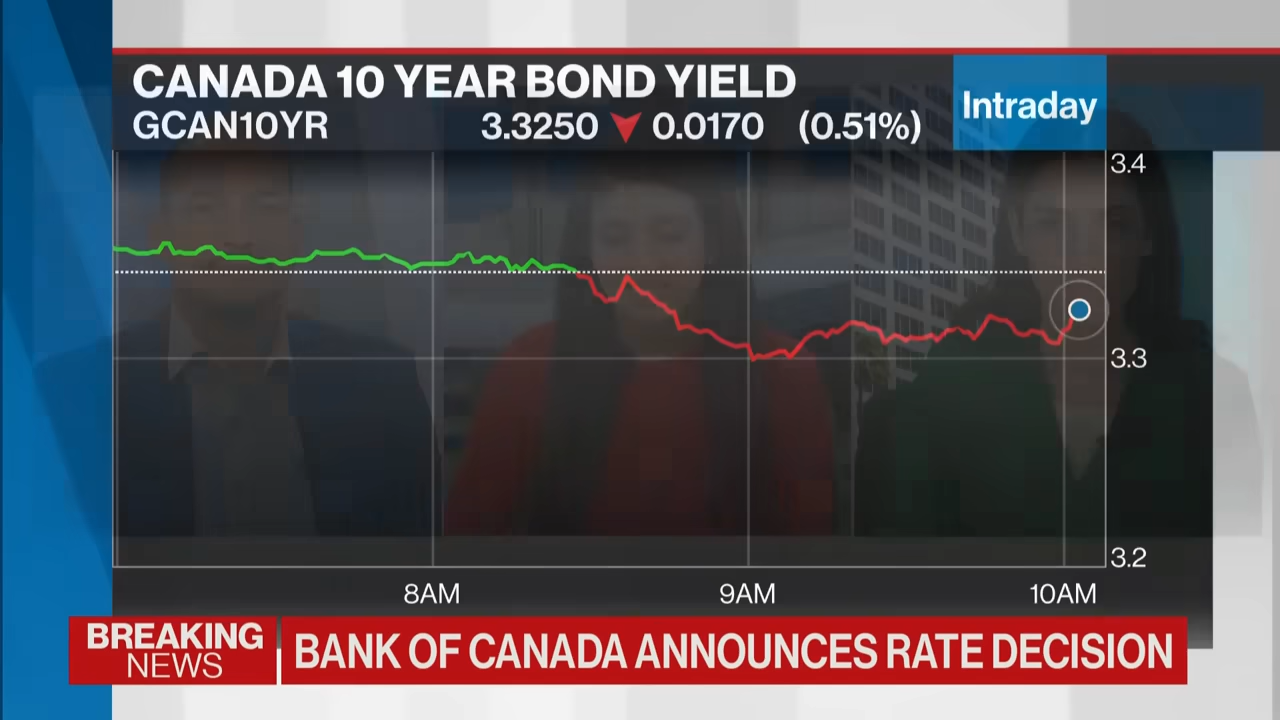 CANADA 10 YEAR BOND YIELD
GCAN10YR 3.3250 ▼ 0.0170 (0.51%)
Intraday
3.4
3.3
3.2
8AM 9AM 10AM
BREAKING NEWS
BANK OF CANADA ANNOUNCES RATE DECISION